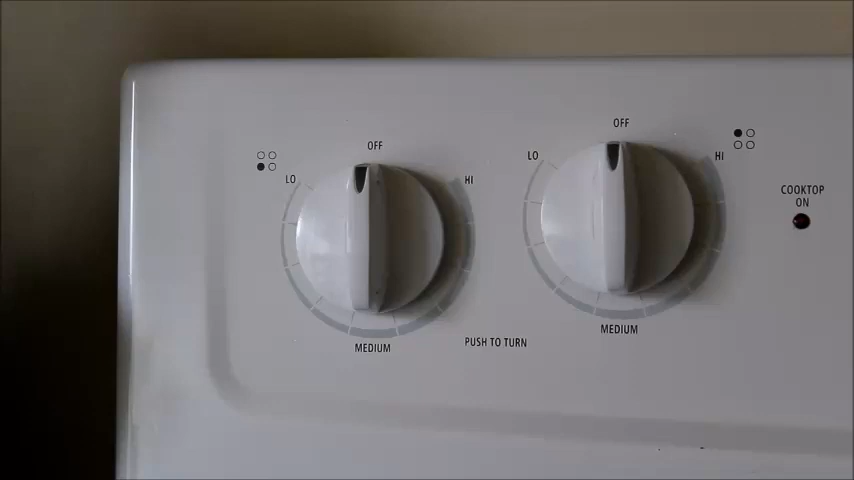 OFF
LO
HI
MEDIUM
PUSH TO TURN
OFF
LO
HI
MEDIUM
COOKTOP
ON